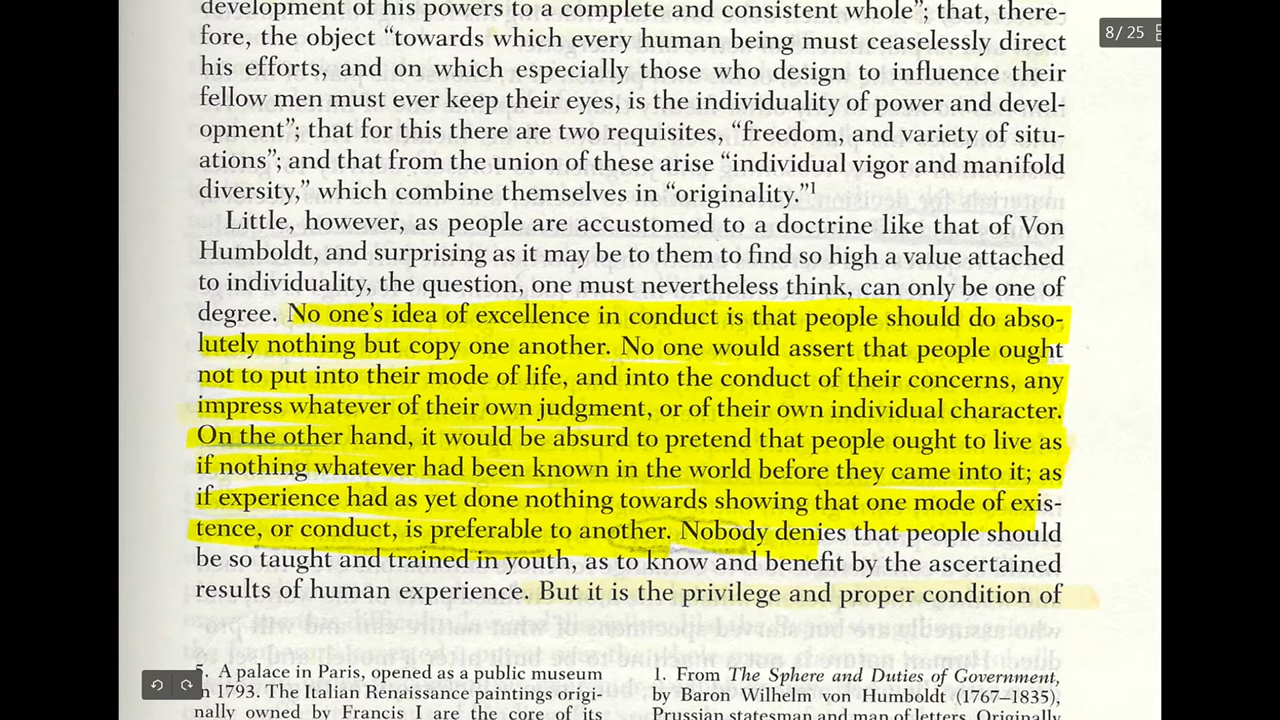 development of his powers to a complete and consistent whole”; that, there-
fore, the object “towards which every human being must ceaselessly direct
his efforts, and on which especially those who design to influence their
fellow men must ever keep their eyes, is the individuality of power and devel-
opment”; that for this there are two requisites, “freedom, and variety of situ-
ations”; and that from the union of these arise “individual vigor and manifold
diversity,” which combine themselves in “originality.”¹
Little, however, as people are accustomed to a doctrine like that of Von
Humboldt, and surprising as it may be to them to find so high a value attached
to individuality, the question, one must nevertheless think, can only be one of
degree. No one’s idea of excellence in conduct is that people should do abso-
lutely nothing but copy one another. No one would assert that people ought
not to put into their mode of life, and into the conduct of their concerns, any
impress whatever of their own judgment, or of their own individual character.
On the other hand, it would be absurd to pretend that people ought to live as
if nothing whatever had been known in the world before they came into it; as
if experience had as yet done nothing towards showing that one mode of exis-
tence, or conduct, is preferable to another. Nobody denies that people should
be so taught and trained in youth, as to know and benefit by the ascertained
results of human experience. But it is the privilege and proper condition of
5. A palace in Paris, opened as a public museum
in 1793. The Italian Renaissance paintings origi-
nally owned by Francis I are the core of its
1. From The Sphere and Duties of Government,
by Baron Wilhelm von Humboldt (1767–1835),
Prussian statesman and man of letters. Originally
8/25